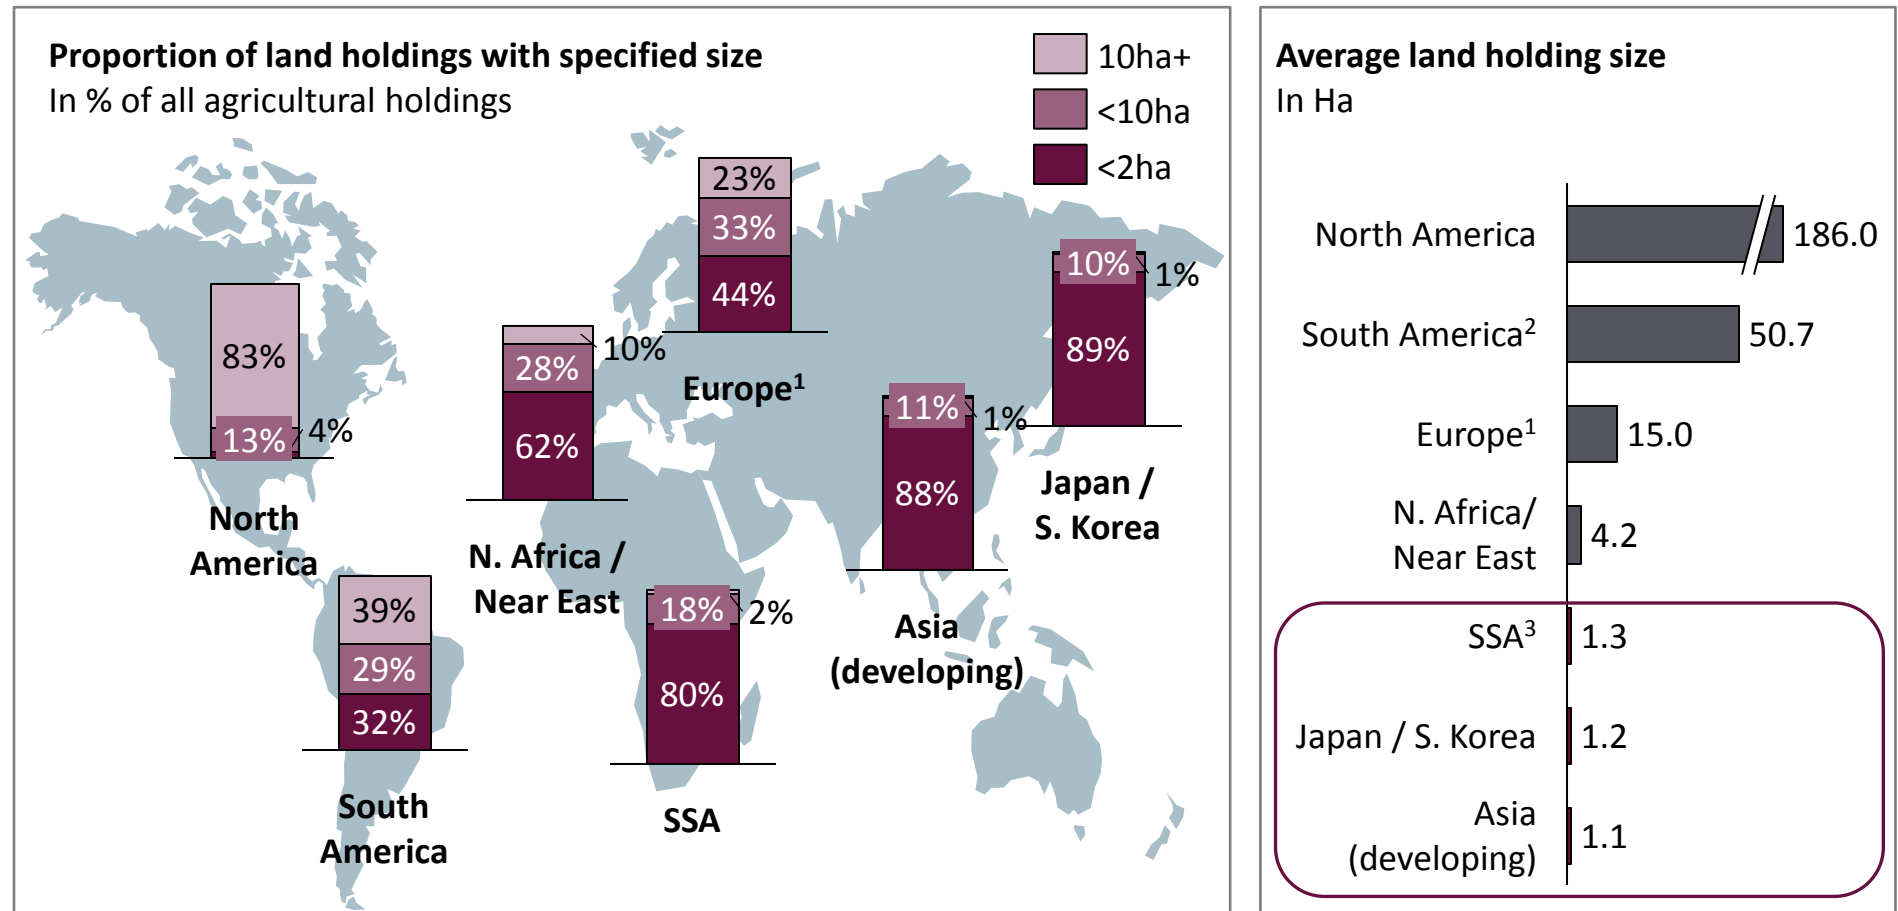 Proportion of land holdings with specified size
In % of all agricultural holdings
10ha+
<10ha
<2ha
83%
13%
4%
North
America
39%
29%
32%
South
America
10%
28%
62%
N. Africa /
Near East
23%
33%
44%
Europe¹
18%
2%
80%
SSA
11%
1%
88%
Asia
(developing)
10%
1%
89%
Japan /
S. Korea
Average land holding size
In Ha
North America 186.0
South America² 50.7
Europe¹ 15.0
N. Africa/
Near East 4.2
SSA³ 1.3
Japan / S. Korea 1.2
Asia
(developing) 1.1